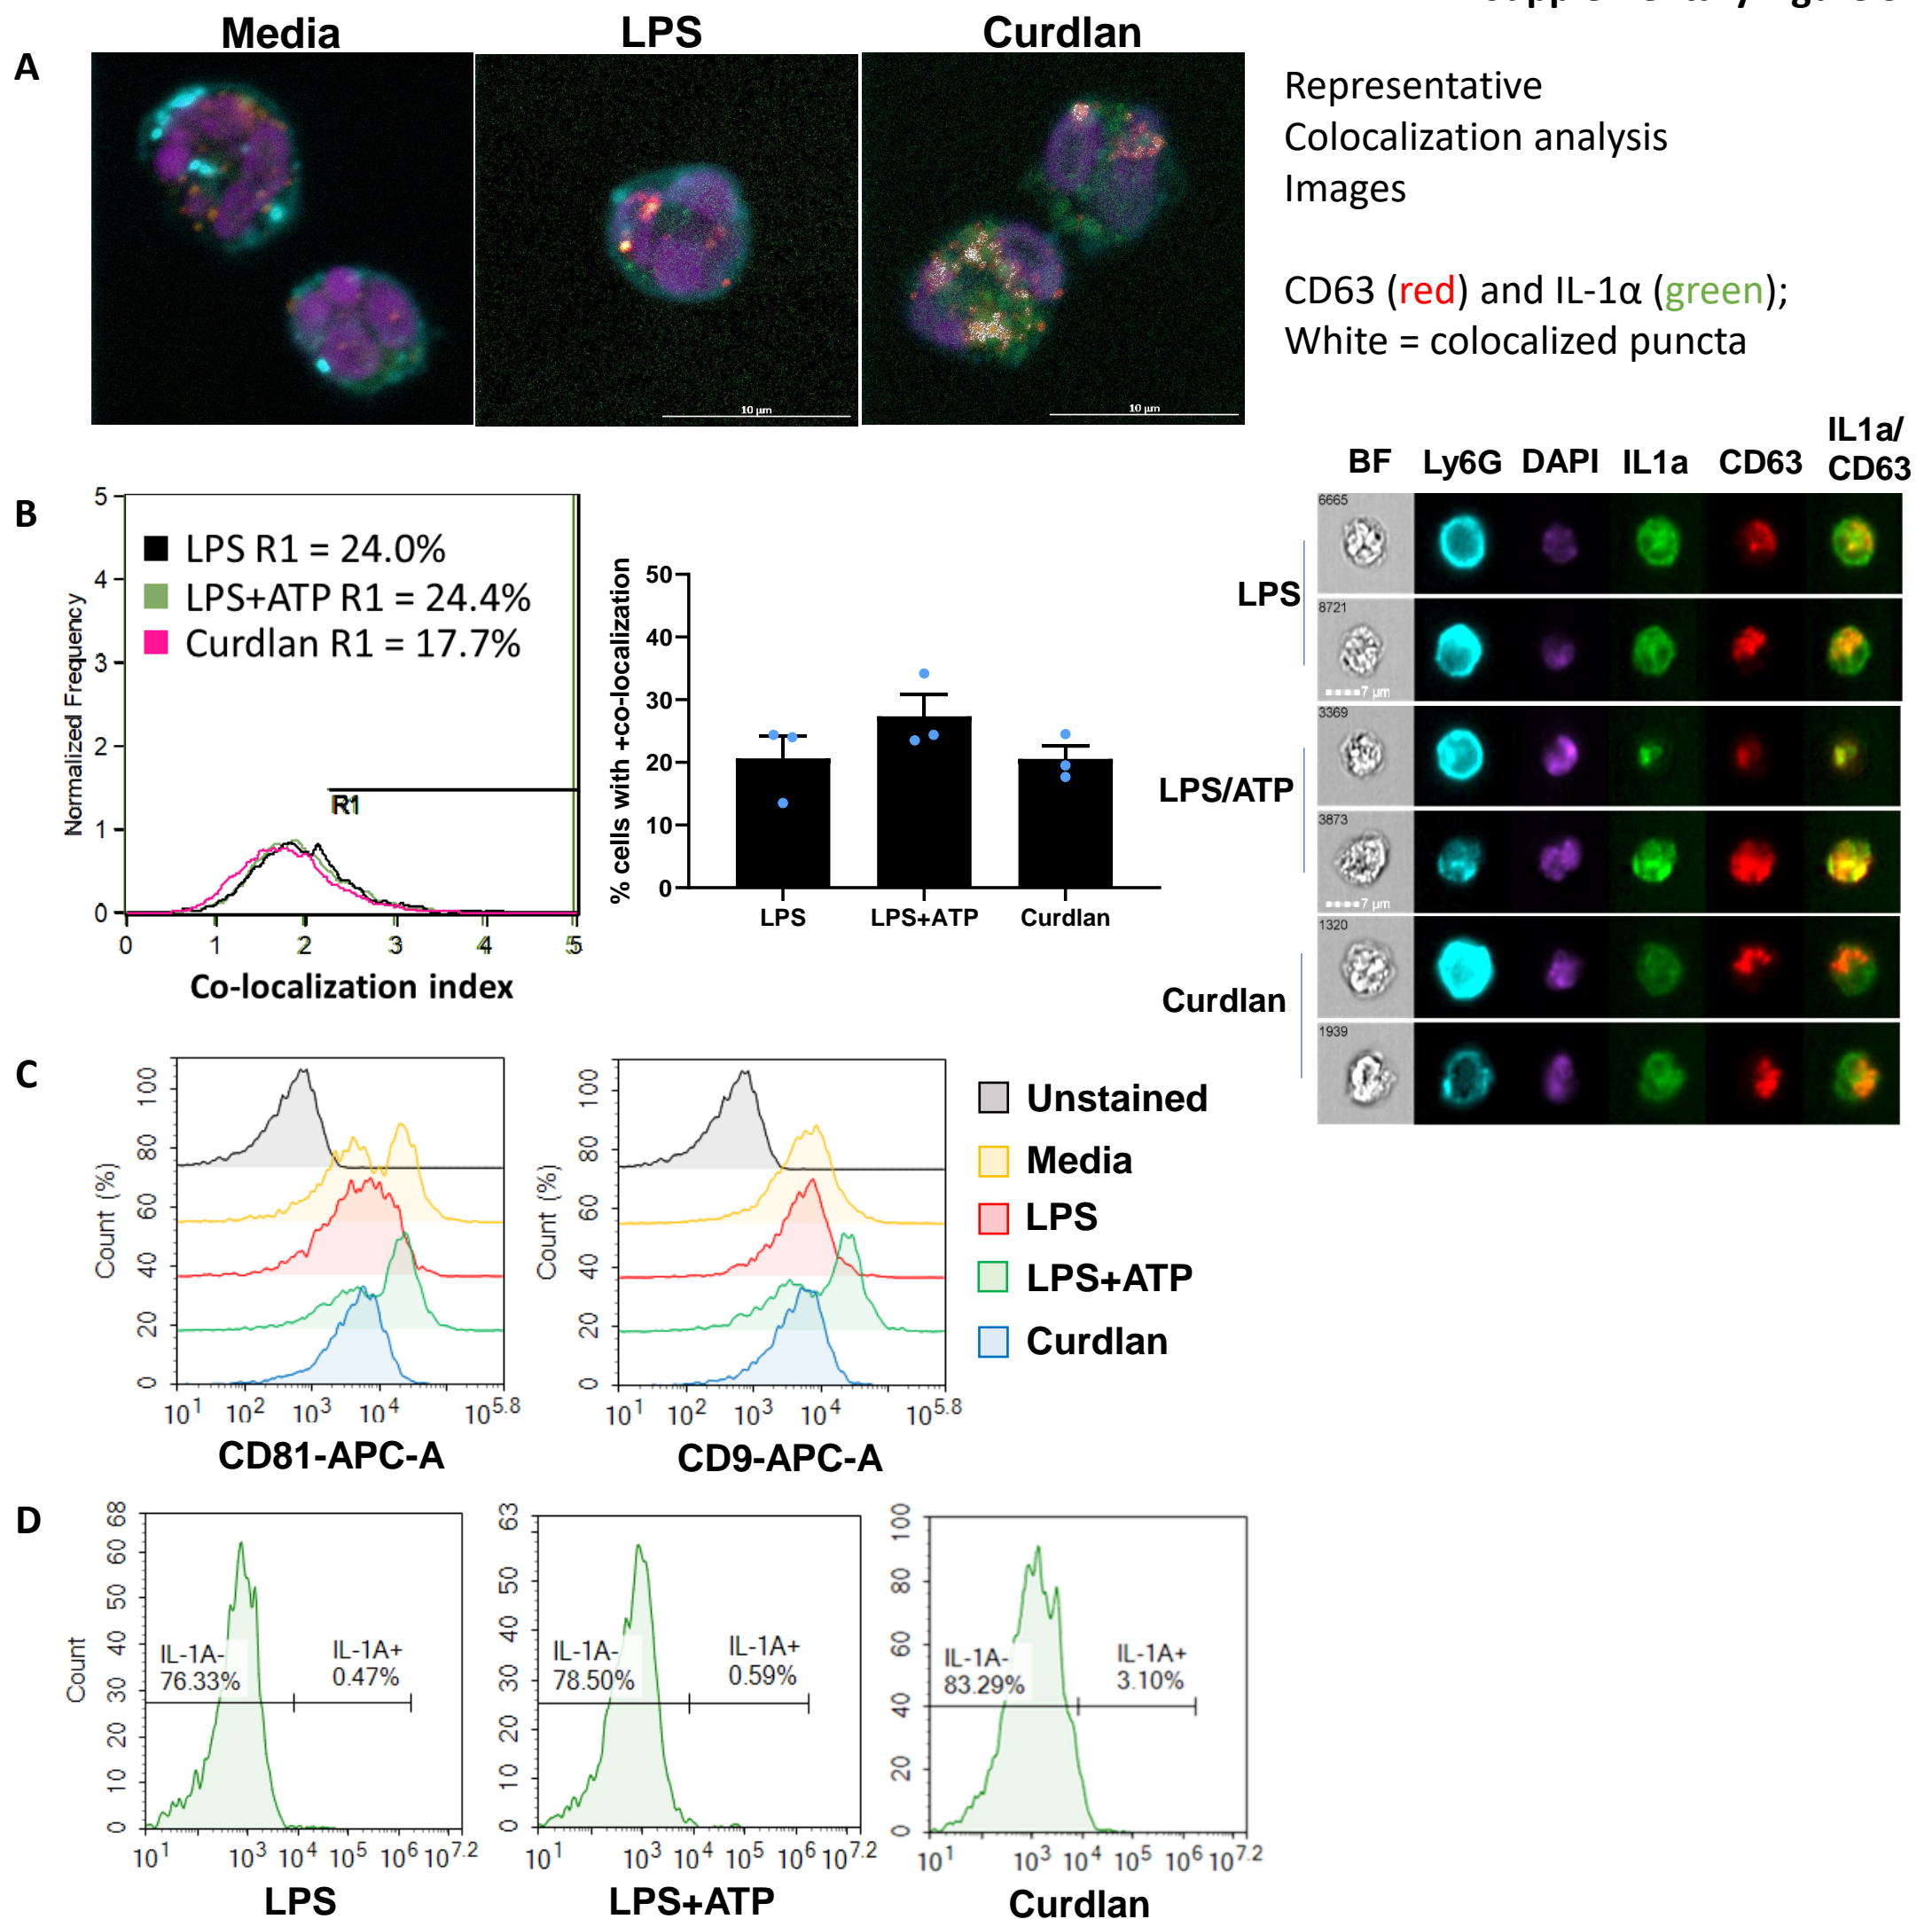 Supplementary Figure
Media
LPS
Curdlan
A
10 µm
10 µm
Representative
Colocalization analysis
Images
CD63 (red) and IL-1α (green);
White = colocalized puncta
B
5
4
3
2
1
0
Normalized Frequency
LPS R1 = 24.0%
LPS+ATP R1 = 24.4%
Curdlan R1 = 17.7%
R1
0 1 2 3 4 5
Co-localization index
% cells with +co-localization
50
40
30
20
10
0
LPS LPS+ATP Curdlan
BF Ly6G DAPI IL1a CD63 IL1a/
CD63
LPS
6665
8721
7 µm
LPS/ATP
3369
3873
7 µm
Curdlan
1320
1939
C
Count (%)
100
80
60
40
20
0
101 102 103 104 105.8
CD81-APC-A
Count (%)
100
80
60
40
20
0
101 102 103 104 105.8
CD9-APC-A
Unstained
Media
LPS
LPS+ATP
Curdlan
D
Count
68
60
50
40
30
20
10
0
IL-1A-
76.33%
IL-1A+
0.47%
101 103 104 105 106 107.2
LPS
63
50
40
30
20
10
0
IL-1A-
78.50%
IL-1A+
0.59%
101 103 104 105 106 107.2
LPS+ATP
100
80
60
40
20
0
IL-1A-
83.29%
IL-1A+
3.10%
101 103 104 105 106 107.2
Curdlan